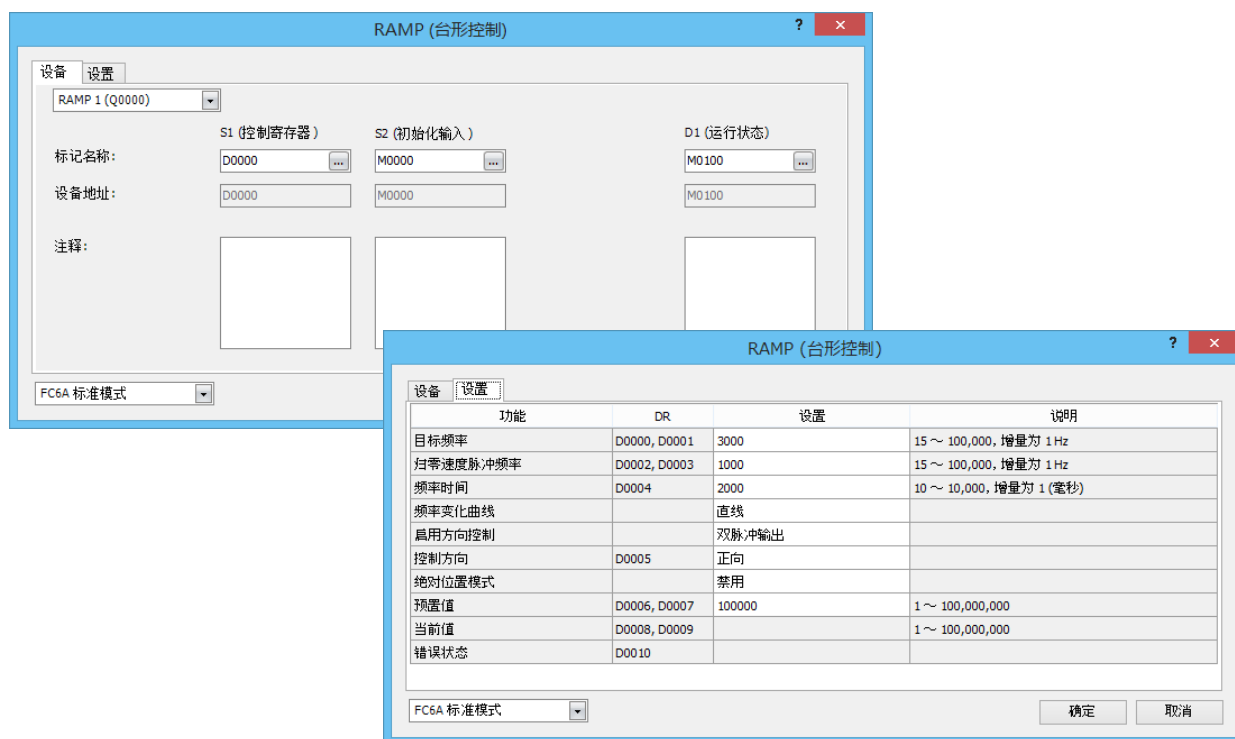 RAMP (台形控制)
?
设备 设置
RAMP 1 (Q0000)
S1 (控制寄存器) S2 (初始化输入) D1 (运行状态)
标记名称: D0000 ... M0000 ... M0100 ...
设备地址: D0000 M0000 M0100
注释:
FC6A 标准模式
RAMP (台形控制)
?
设备 设置
功能 DR 设置 说明
目标频率 D0000, D0001 3000 15 ~ 100,000, 增量为 1 Hz
归零速度脉冲频率 D0002, D0003 1000 15 ~ 100,000, 增量为 1 Hz
频率时间 D0004 2000 10 ~ 10,000, 增量为 1 (毫秒)
频率变化曲线 直线
启用方向控制 双脉冲输出
控制方向 D0005 正向
绝对位置模式 禁用
预置值 D0006, D0007 100000 1 ~ 100,000,000
当前值 D0008, D0009 1 ~ 100,000,000
错误状态 D0010
FC6A 标准模式 确定 取消